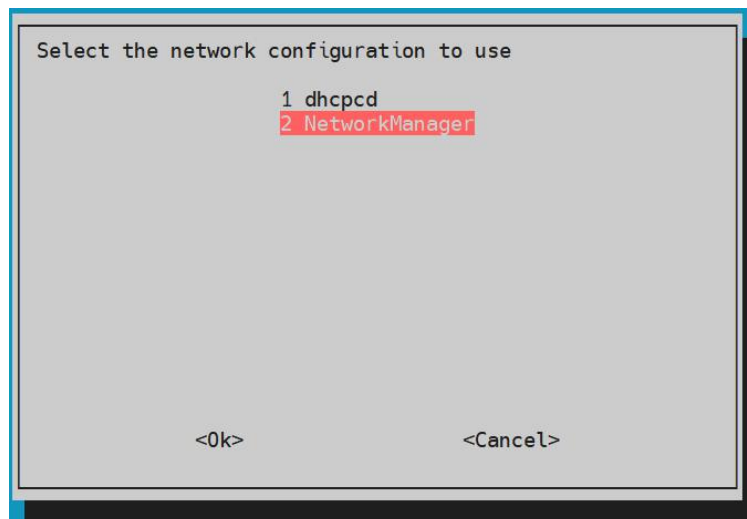 Select the network configuration to use
1 dhcpcd
2 NetworkManager
<Ok> <Cancel>